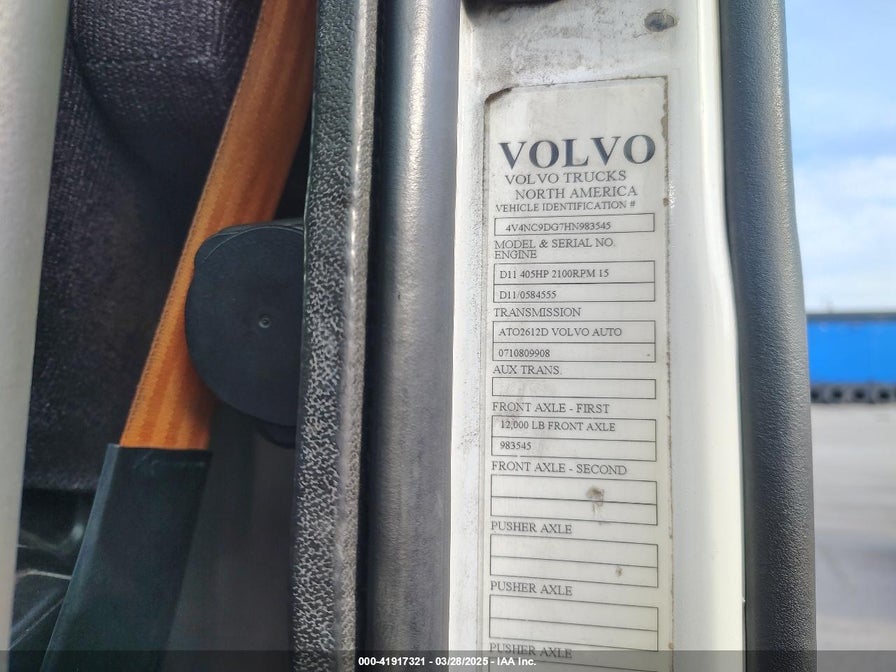 VOLVO
VOLVO TRUCKS
NORTH AMERICA
VEHICLE IDENTIFICATION #
4V4NC9DG7HN983545
MODEL & SERIAL NO.
ENGINE
D11 405HP 2100RPM 15
D11/0584555
TRANSMISSION
ATO2612D VOLVO AUTO
0710809908
AUX TRANS.
FRONT AXLE - FIRST
12,000 LB FRONT AXLE
983545
FRONT AXLE - SECOND
PUSHER AXLE
PUSHER AXLE
PUSHER AXLE
000-41917321 - 03/28/2025 - IAA Inc.